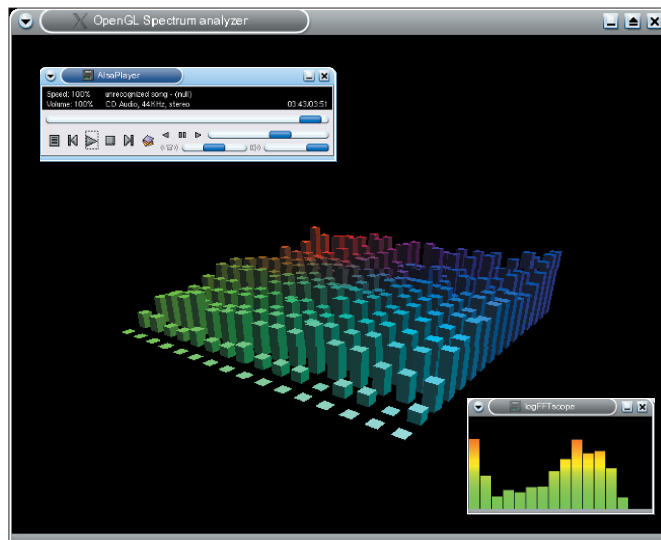 OpenGL Spectrum analyzer
AlsaPlayer
Speed: 100% unrecognized song - (null)
Volume: 100% CD Audio, 44KHz, stereo 03:43/03:51
logFFTscope